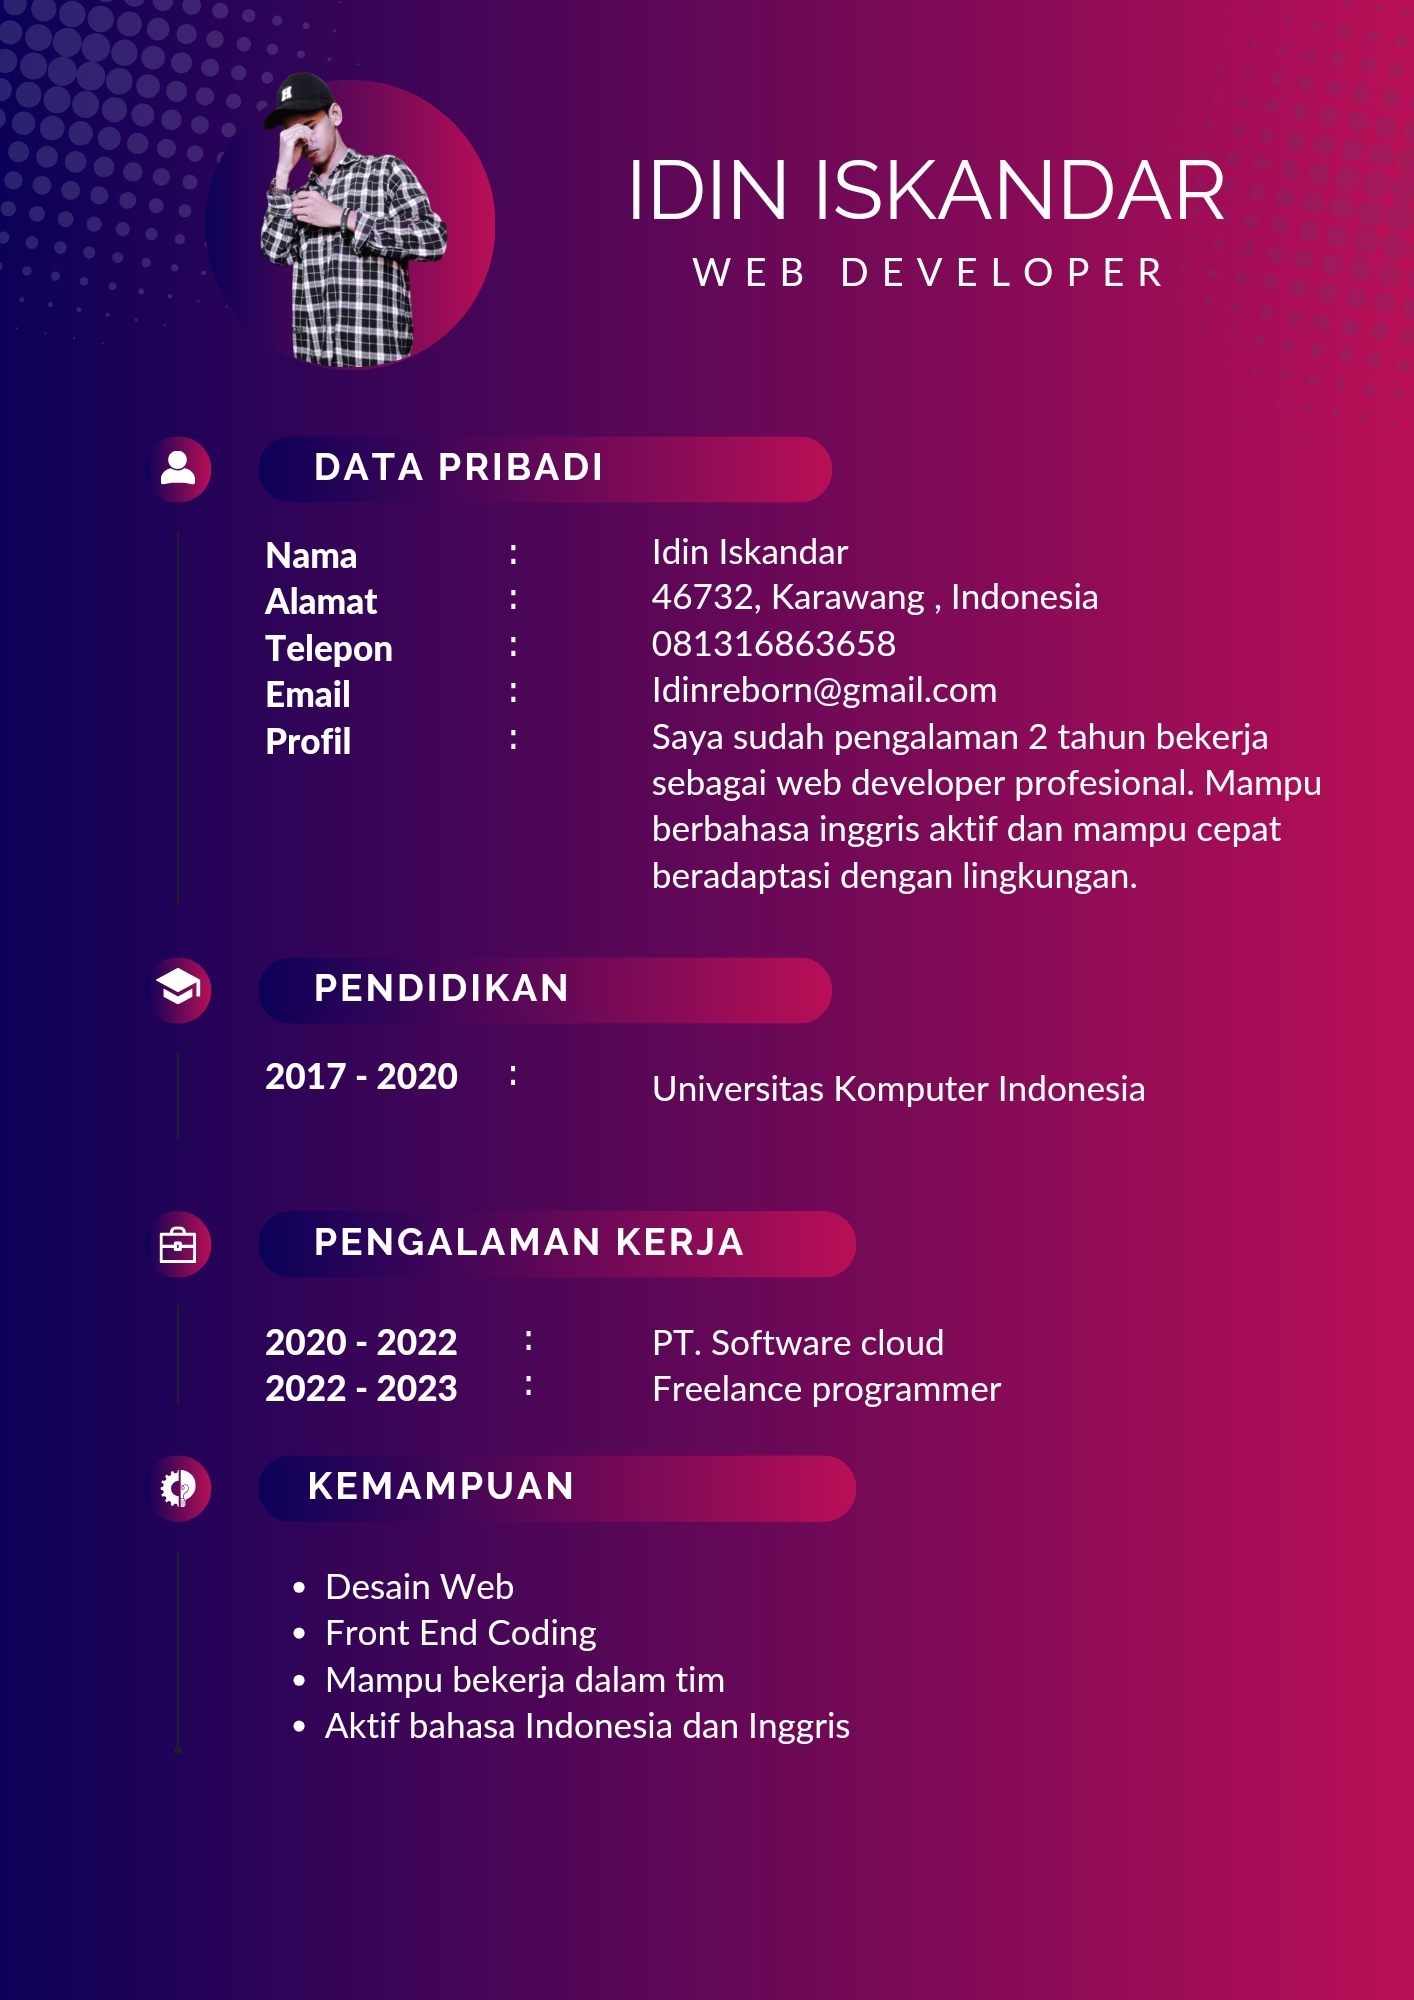 IDIN ISKANDAR
WEB DEVELOPER
DATA PRIBADI
Nama : Idin Iskandar
Alamat : 46732, Karawang , Indonesia
Telepon : 081316863658
Email : Idinreborn@gmail.com
Profil : Saya sudah pengalaman 2 tahun bekerja
sebagai web developer profesional. Mampu
berbahasa inggris aktif dan mampu cepat
beradaptasi dengan lingkungan.
PENDIDIKAN
2017 - 2020 : Universitas Komputer Indonesia
PENGALAMAN KERJA
2020 - 2022 : PT. Software cloud
2022 - 2023 : Freelance programmer
KEMAMPUAN
• Desain Web
• Front End Coding
• Mampu bekerja dalam tim
• Aktif bahasa Indonesia dan Inggris